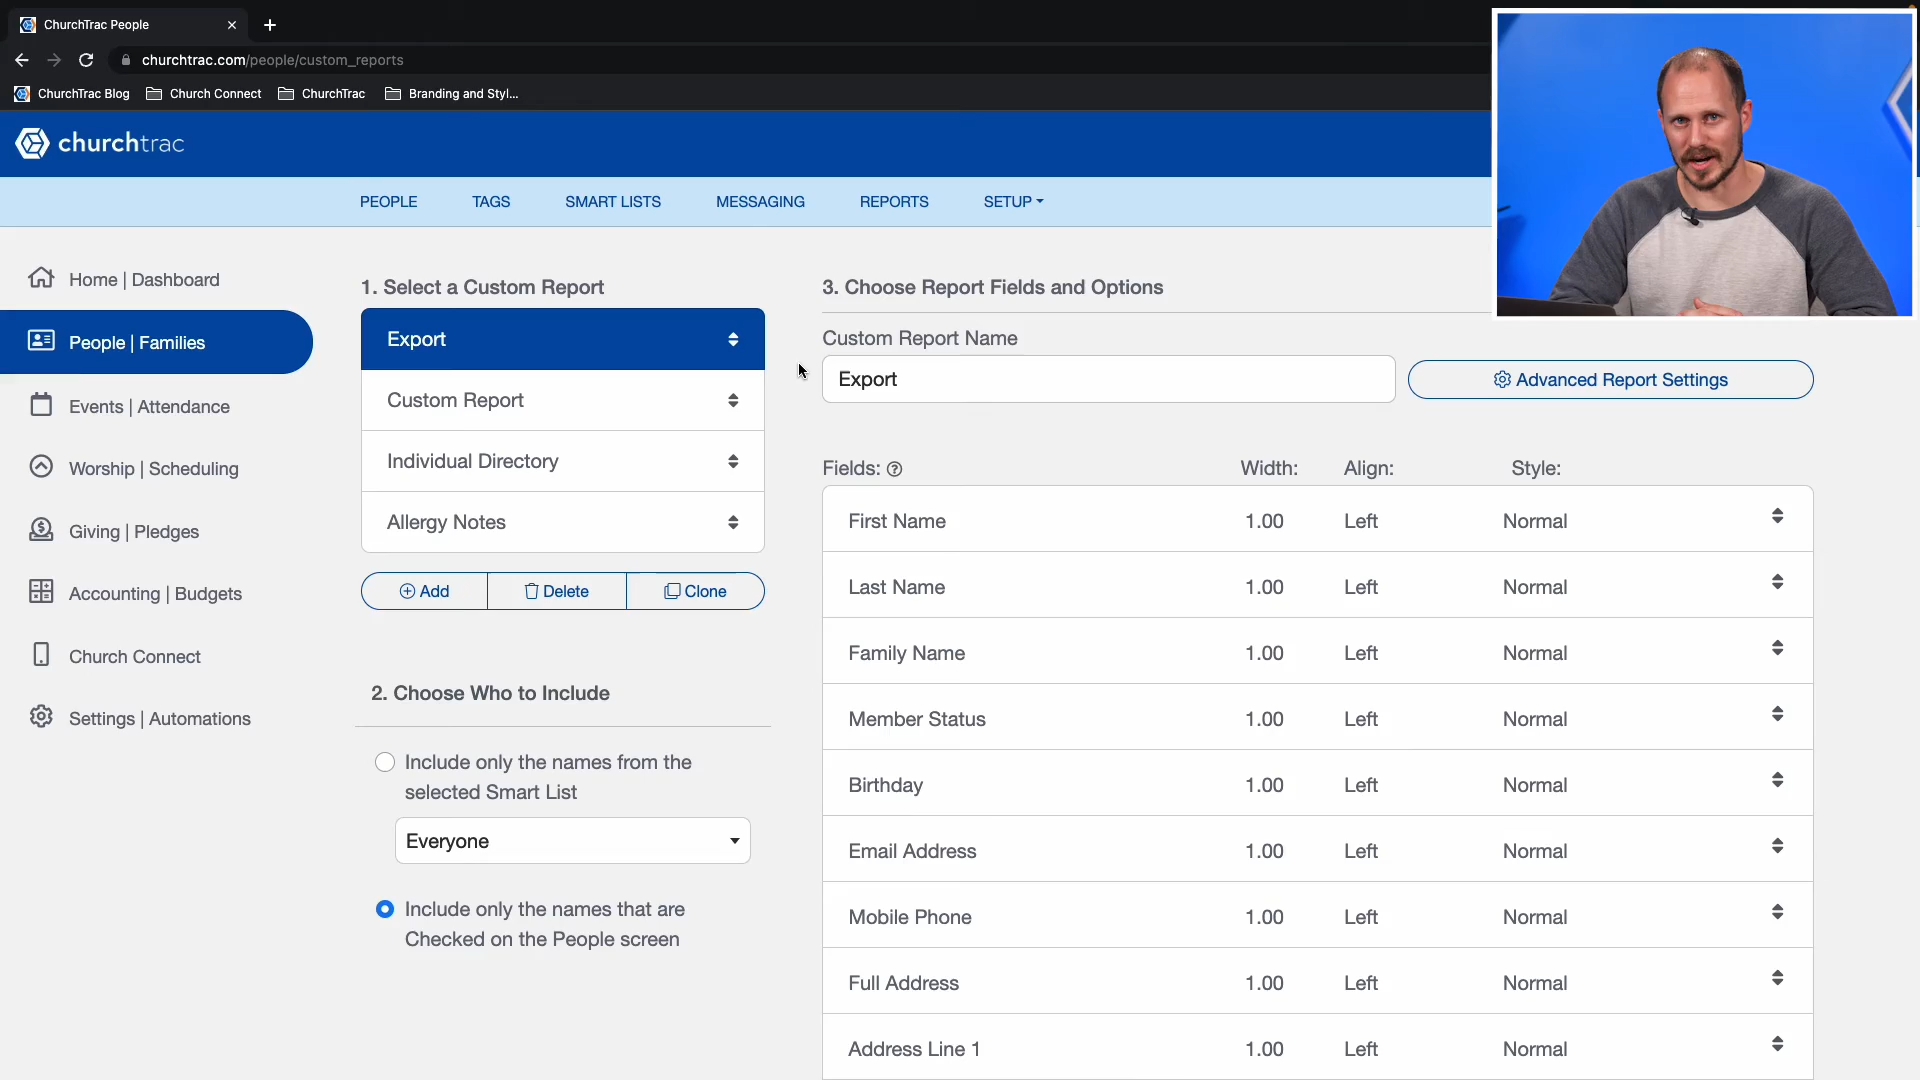 ChurchTrac People
churchtrac.com/people/custom_reports
ChurchTrac Blog
Church Connect
ChurchTrac
Branding and Styl...
churchtrac
PEOPLE
TAGS
SMART LISTS
MESSAGING
REPORTS
SETUP
Home | Dashboard
People | Families
Events | Attendance
Worship | Scheduling
Giving | Pledges
Accounting | Budgets
Church Connect
Settings | Automations
1. Select a Custom Report
Export
Custom Report
Individual Directory
Allergy Notes
Add
Delete
Clone
2. Choose Who to Include
Include only the names from the
selected Smart List
Everyone
Include only the names that are
Checked on the People screen
3. Choose Report Fields and Options
Custom Report Name
Export
Advanced Report Settings
Fields: Width: Align: Style:
First Name 1.00 Left Normal
Last Name 1.00 Left Normal
Family Name 1.00 Left Normal
Member Status 1.00 Left Normal
Birthday 1.00 Left Normal
Email Address 1.00 Left Normal
Mobile Phone 1.00 Left Normal
Full Address 1.00 Left Normal
Address Line 1 1.00 Left Normal